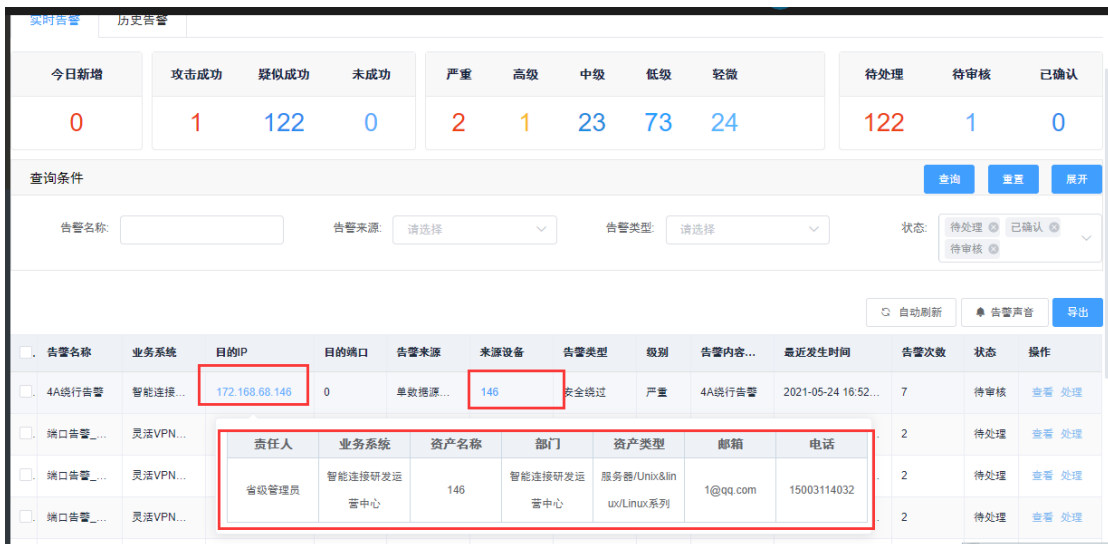 实时告警 历史告警
今日新增 攻击成功 疑似成功 未成功 严重 高级 中级 低级 轻微 待处理 待审核 已确认
0 1 122 0 2 1 23 73 24 122 1 0
查询条件 查询 重置 展开
告警名称: 告警来源: 请选择 告警类型: 请选择 状态: 待处理 已确认
待审核
自动刷新 告警声音 导出
告警名称 业务系统 目的IP 目的端口 告警来源 来源设备 告警类型 级别 告警内容... 最近发生时间 告警次数 状态 操作
4A绕行告警 智能连接... 172.168.68.146 0 单数据源... 146 安全绕过 严重 4A绕行告警 2021-05-24 16:52... 7 待审核 查看 处理
端口告警_... 灵活VPN... 2 待处理 查看 处理
责任人 业务系统 资产名称 部门 资产类型 邮箱 电话
端口告警_... 灵活VPN... 2 待处理 查看 处理
省级管理员 智能连接研发运 146 智能连接研发运 服务器/Unix&lin 1@qq.com 15003114032
营中心 营中心 ux/Linux系列
端口告警_... 灵活VPN... 2 待处理 查看 处理